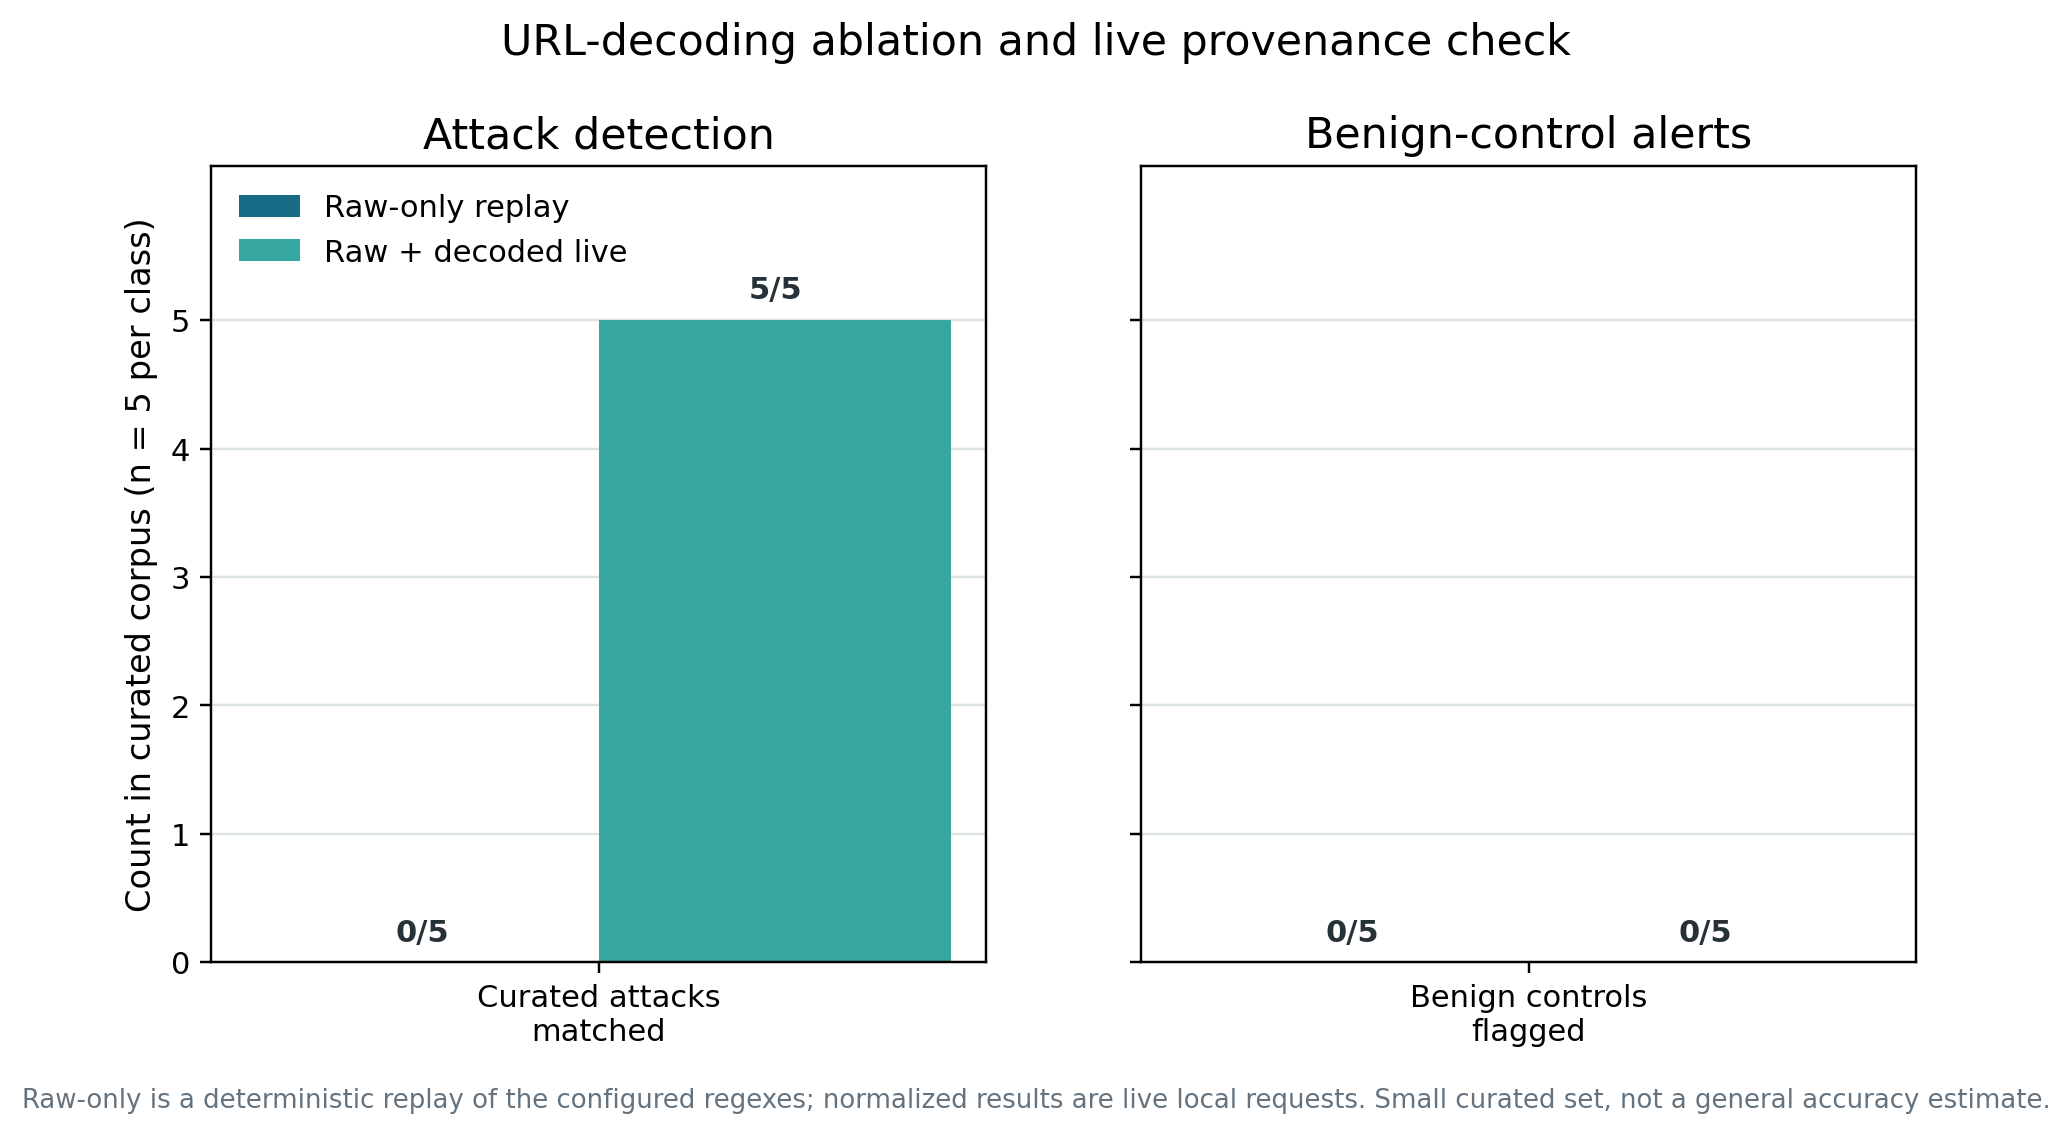 URL-decoding ablation and live provenance check
Attack detection
Raw-only replay
Raw + decoded live
5/5
0/5
5
4
3
2
1
0
Count in curated corpus (n = 5 per class)
Curated attacks
matched
Benign-control alerts
0/5
0/5
Benign controls
flagged
Raw-only is a deterministic replay of the configured regexes; normalized results are live local requests. Small curated set, not a general accuracy estimate.